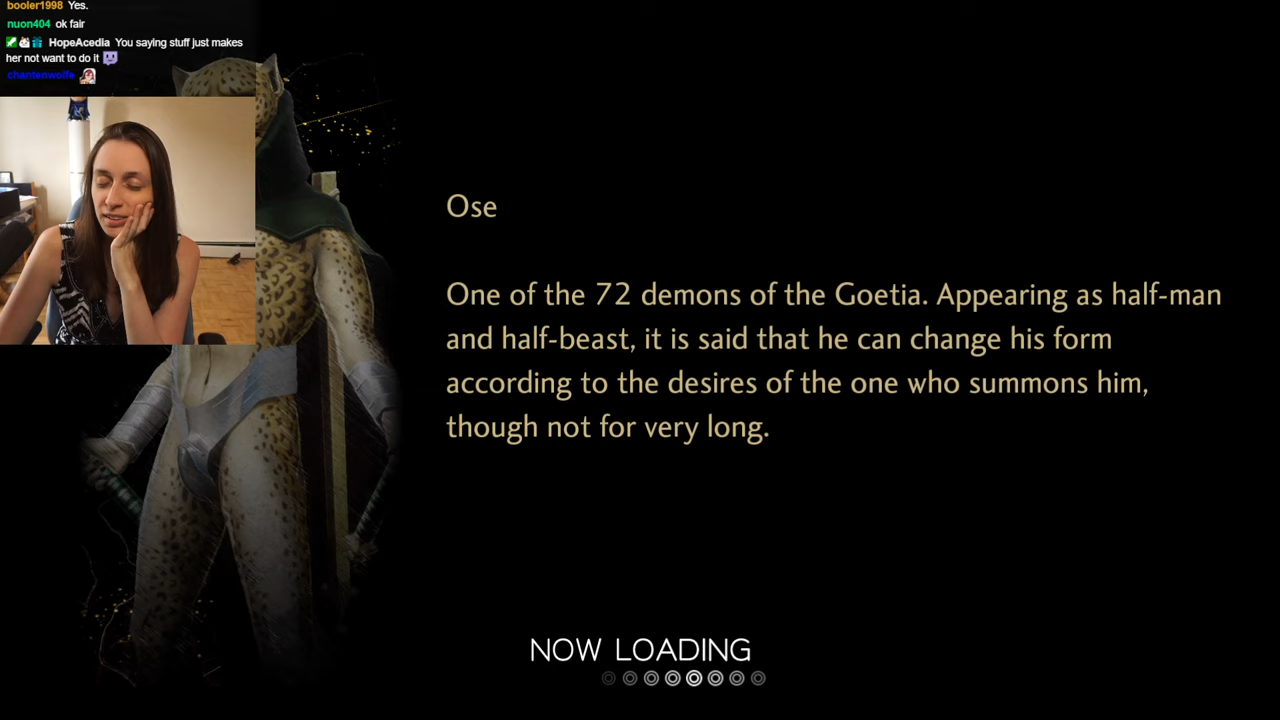 booler1998 Yes.
nuon404 ok fair
HopeAcedia You saying stuff just makes
her not want to do it
chantenwolfe
Ose
One of the 72 demons of the Goetia. Appearing as half-man
and half-beast, it is said that he can change his form
according to the desires of the one who summons him,
though not for very long.
NOW LOADING